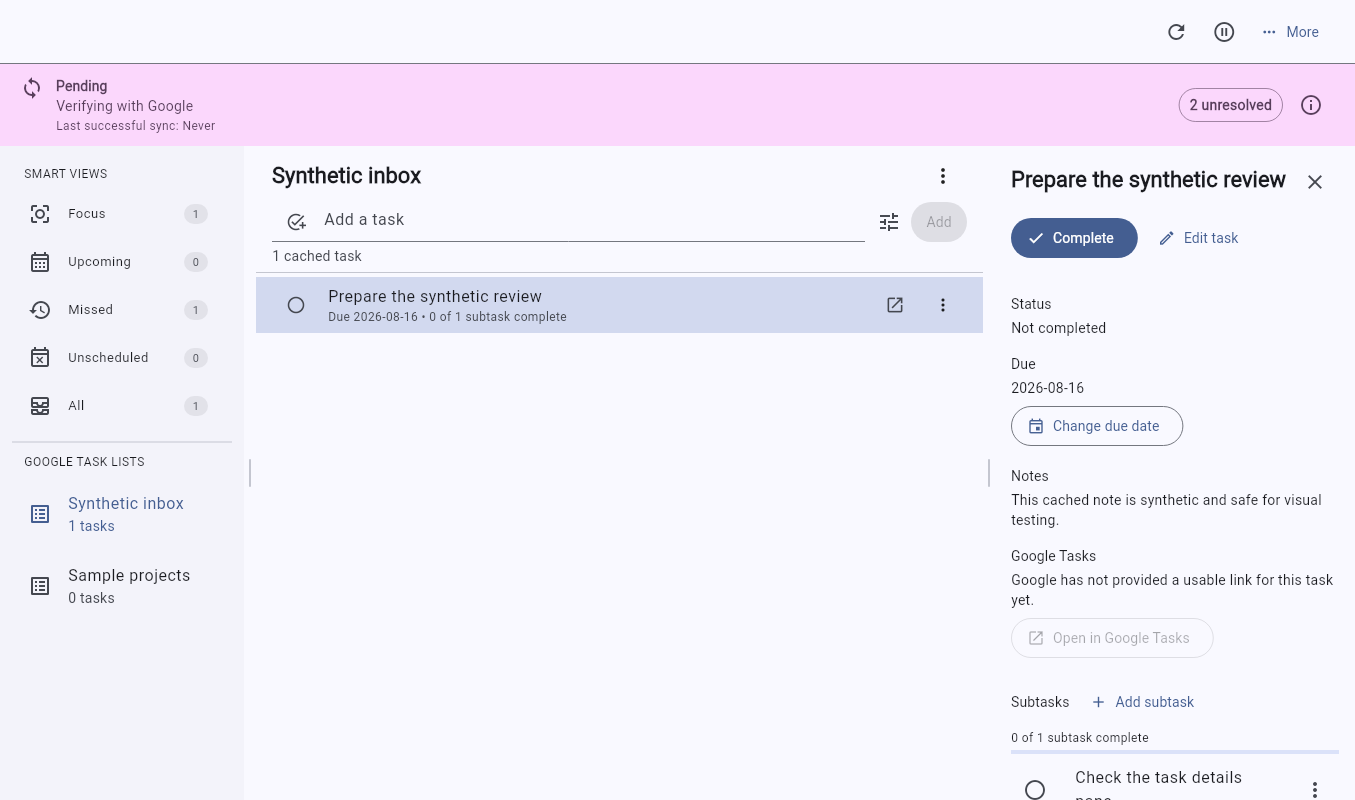 More
Pending
Verifying with Google
Last successful sync: Never
2 unresolved
SMART VIEWS
Focus 1
Upcoming 0
Missed 1
Unscheduled 0
All 1
GOOGLE TASK LISTS
Synthetic inbox
1 tasks
Sample projects
0 tasks
Synthetic inbox
Add a task
Add
1 cached task
Prepare the synthetic review
Due 2026-08-16 • 0 of 1 subtask complete
Prepare the synthetic review
Complete
Edit task
Status
Not completed
Due
2026-08-16
Change due date
Notes
This cached note is synthetic and safe for visual
testing.
Google Tasks
Google has not provided a usable link for this task
yet.
Open in Google Tasks
Subtasks
Add subtask
0 of 1 subtask complete
Check the task details